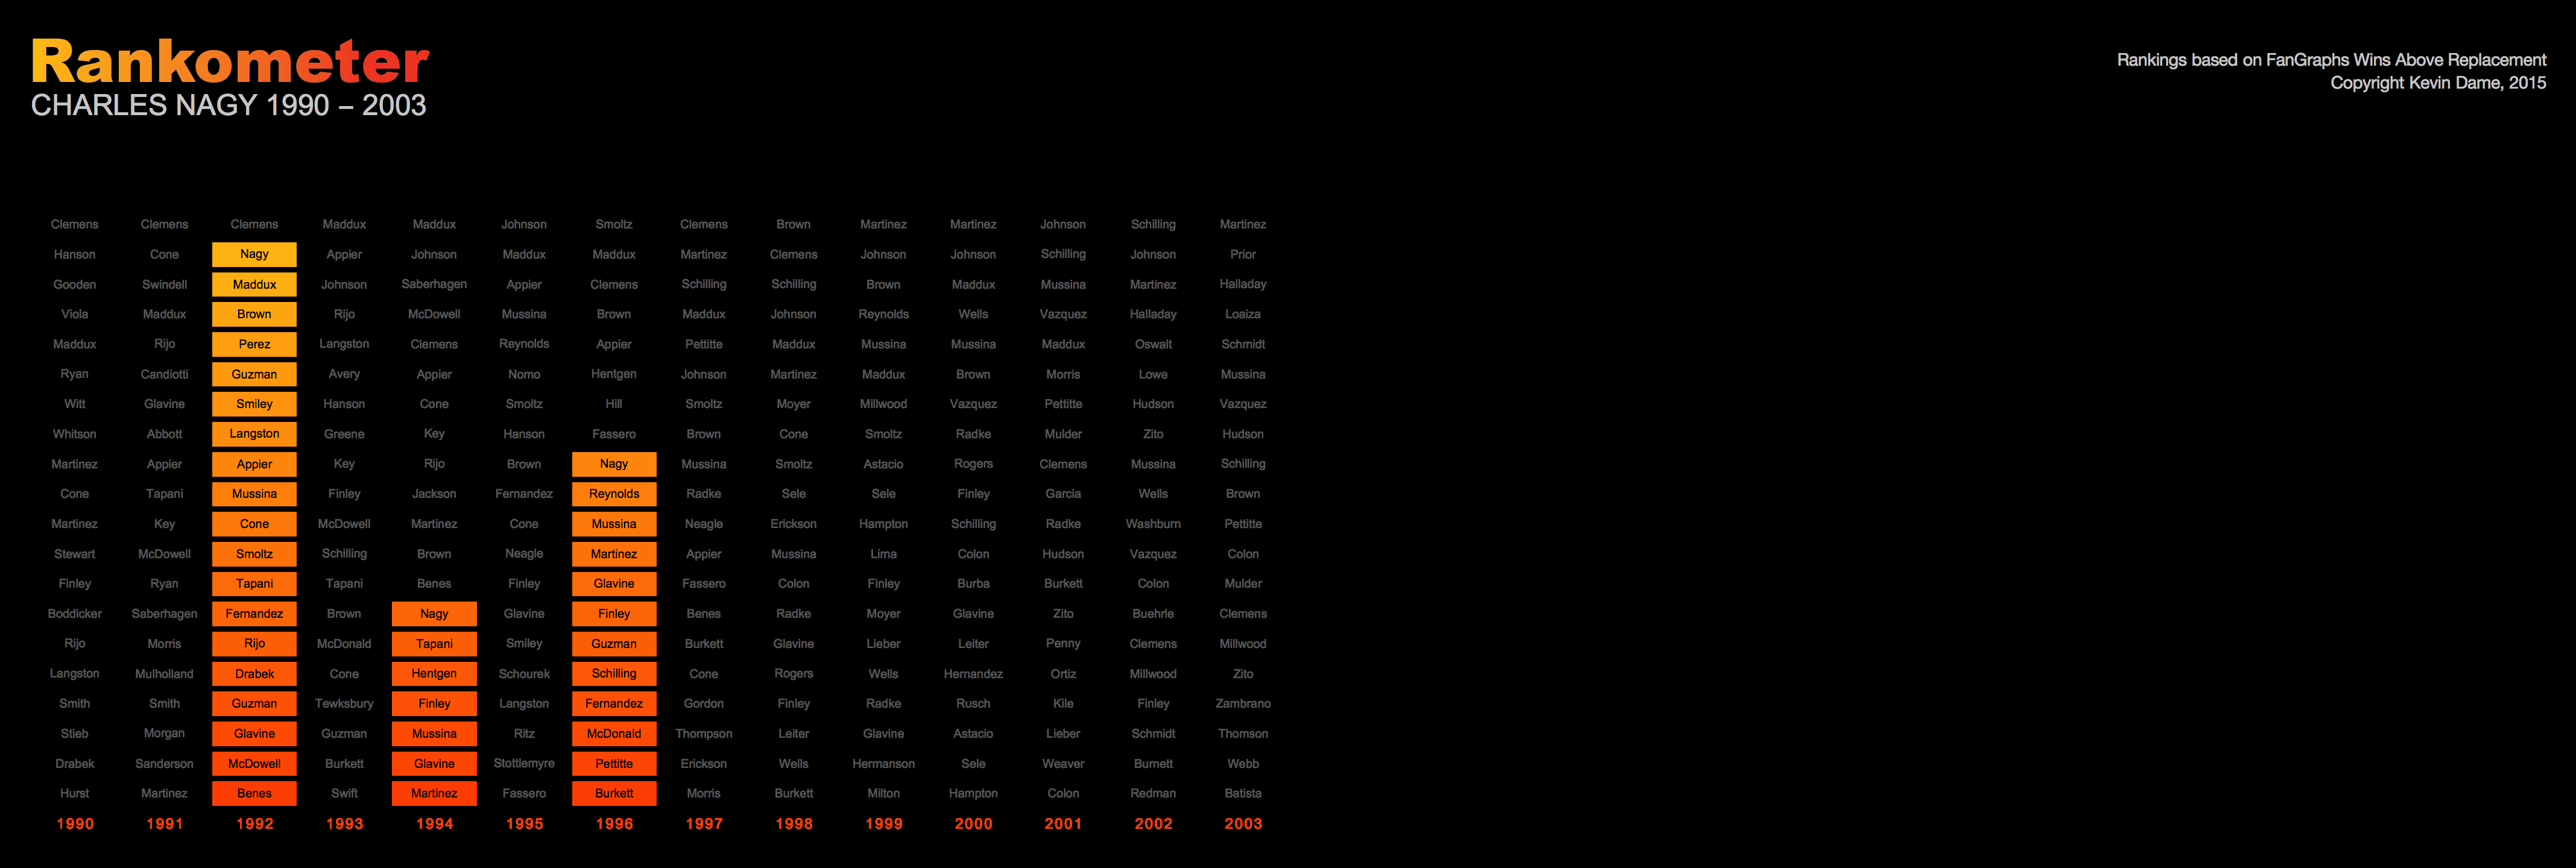 Rankometer
CHARLES NAGY 1990 – 2003
Rankings based on FanGraphs Wins Above Replacement
Copyright Kevin Dame, 2015
Clemens Clemens Clemens Maddux Maddux Johnson Smoltz Clemens Brown Martinez Martinez Johnson Schilling Martinez
Hanson Cone Nagy Appier Johnson Maddux Maddux Martinez Clemens Johnson Johnson Schilling Johnson Prior
Gooden Swindell Maddux Johnson Saberhagen Appier Clemens Schilling Schilling Brown Maddux Mussina Martinez Halladay
Viola Maddux Brown Rijo McDowell Mussina Brown Maddux Johnson Reynolds Wells Vazquez Halladay Loaiza
Maddux Rijo Perez Langston Clemens Reynolds Appier Pettitte Maddux Mussina Mussina Maddux Oswalt Schmidt
Ryan Candiotti Guzman Avery Appier Nomo Hentgen Johnson Martinez Maddux Brown Morris Lowe Mussina
Witt Glavine Smiley Hanson Cone Smoltz Hill Smoltz Moyer Millwood Vazquez Pettitte Hudson Vazquez
Whitson Abbott Langston Greene Key Hanson Fassero Brown Cone Smoltz Radke Mulder Zito Hudson
Martinez Appier Appier Key Rijo Brown Nagy Mussina Smoltz Astacio Rogers Clemens Mussina Schilling
Cone Tapani Mussina Finley Jackson Fernandez Reynolds Radke Sele Sele Finley Garcia Wells Brown
Martinez Key Cone McDowell Martinez Cone Mussina Neagle Erickson Hampton Schilling Radke Washburn Pettitte
Stewart McDowell Smoltz Schilling Brown Neagle Martinez Appier Mussina Lima Colon Hudson Vazquez Colon
Finley Ryan Tapani Tapani Benes Finley Glavine Fassero Colon Finley Burba Burkett Colon Mulder
Boddicker Saberhagen Fernandez Brown Nagy Glavine Finley Benes Radke Moyer Glavine Zito Buehrle Clemens
Rijo Morris Rijo McDonald Tapani Smiley Guzman Burkett Glavine Lieber Leiter Penny Clemens Millwood
Langston Mulholland Drabek Cone Hentgen Schourek Schilling Cone Rogers Wells Hernandez Ortiz Millwood Zito
Smith Smith Guzman Tewksbury Finley Langston Fernandez Gordon Finley Radke Rusch Kile Finley Zambrano
Stieb Morgan Glavine Guzman Mussina Ritz McDonald Thompson Leiter Glavine Astacio Lieber Schmidt Thomson
Drabek Sanderson McDowell Burkett Glavine Stottlemyre Pettitte Erickson Wells Hermanson Sele Weaver Burnett Webb
Hurst Martinez Benes Swift Martinez Fassero Burkett Morris Burkett Milton Hampton Colon Redman Batista
1990 1991 1992 1993 1994 1995 1996 1997 1998 1999 2000 2001 2002 2003